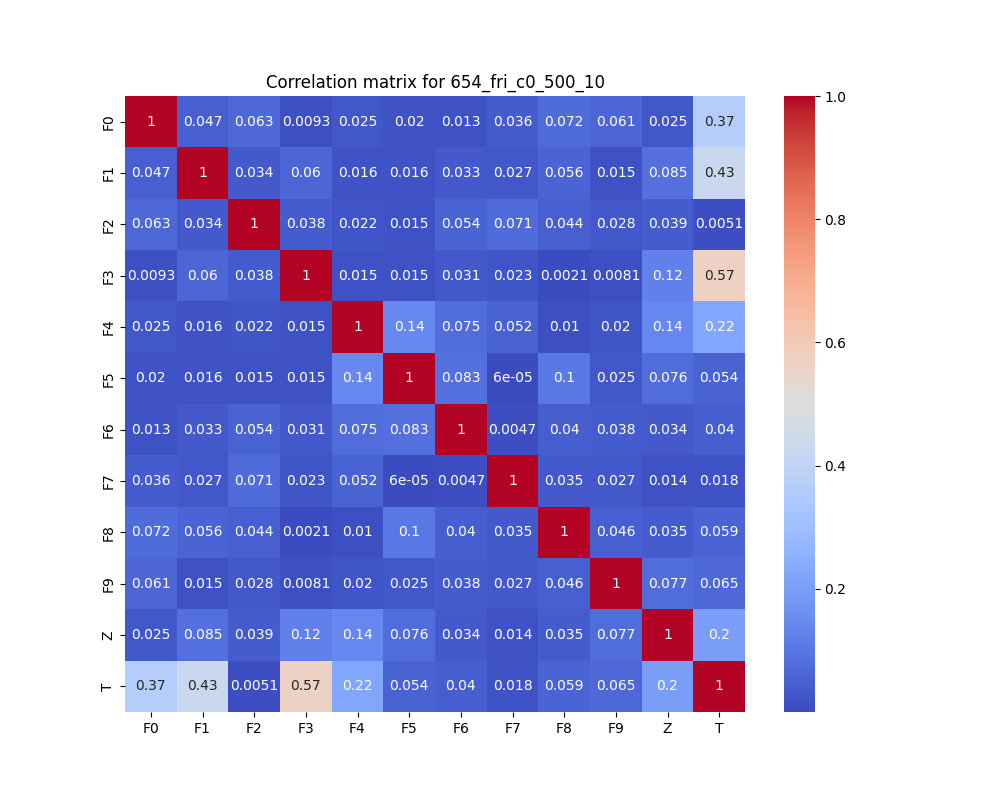 Correlation matrix for 654_fri_c0_500_10
F0 1 0.047 0.063 0.0093 0.025 0.02 0.013 0.036 0.072 0.061 0.025 0.37
F1 0.047 1 0.034 0.06 0.016 0.016 0.033 0.027 0.056 0.015 0.085 0.43
F2 0.063 0.034 1 0.038 0.022 0.015 0.054 0.071 0.044 0.028 0.039 0.0051
F3 0.0093 0.06 0.038 1 0.015 0.015 0.031 0.023 0.0021 0.0081 0.12 0.57
F4 0.025 0.016 0.022 0.015 1 0.14 0.075 0.052 0.01 0.02 0.14 0.22
F5 0.02 0.016 0.015 0.015 0.14 1 0.083 6e-05 0.1 0.025 0.076 0.054
F6 0.013 0.033 0.054 0.031 0.075 0.083 1 0.0047 0.04 0.038 0.034 0.04
F7 0.036 0.027 0.071 0.023 0.052 6e-05 0.0047 1 0.035 0.027 0.014 0.018
F8 0.072 0.056 0.044 0.0021 0.01 0.1 0.04 0.035 1 0.046 0.035 0.059
F9 0.061 0.015 0.028 0.0081 0.02 0.025 0.038 0.027 0.046 1 0.077 0.065
Z 0.025 0.085 0.039 0.12 0.14 0.076 0.034 0.014 0.035 0.077 1 0.2
T 0.37 0.43 0.0051 0.57 0.22 0.054 0.04 0.018 0.059 0.065 0.2 1
F0 F1 F2 F3 F4 F5 F6 F7 F8 F9 Z T
1.0
0.8
0.6
0.4
0.2